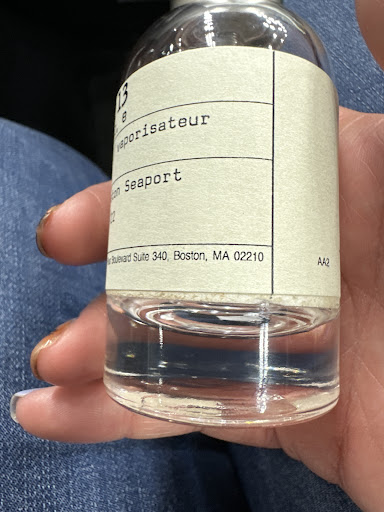 13
e
vaporisateur
Seaport
Boulevard Suite 340, Boston, MA 02210
AA2